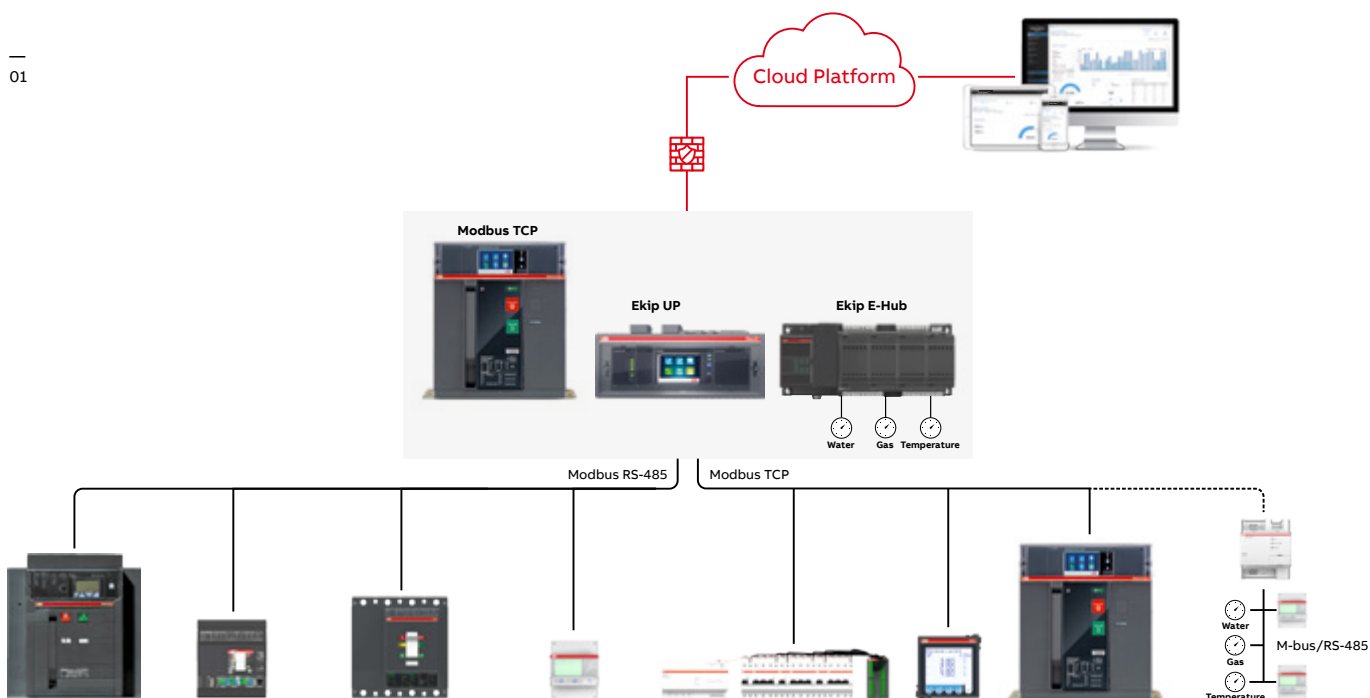 01
Cloud Platform
Modbus TCP
Ekip UP
Ekip E-Hub
Water
Gas
Temperature
Modbus RS-485
Modbus TCP
Water
M-bus/RS-485
Gas
Temperature